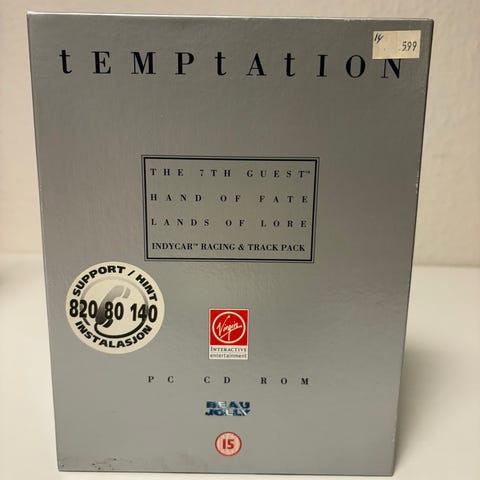 tEMPtAtION
14
599
THE 7TH GUEST™
HAND OF FATE
LANDS OF LORE
INDYCAR™ RACING & TRACK PACK
SUPPORT / HINT
820 80 140
INSTALASJON
Virgin
INTERACTIVE
entertainment
PC CD ROM
BEAU
JOLLY
15